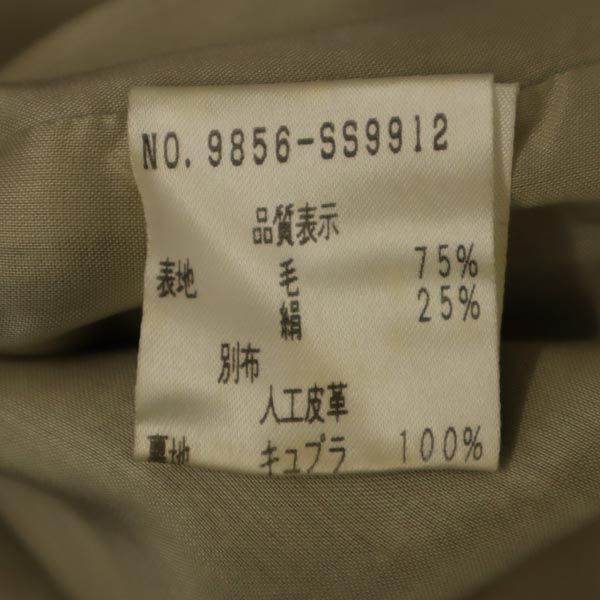 NO. 9856-SS9912
品質表示
表地 毛 75%
絹 25%
別布
人工皮革
裏地 キュプラ 100%